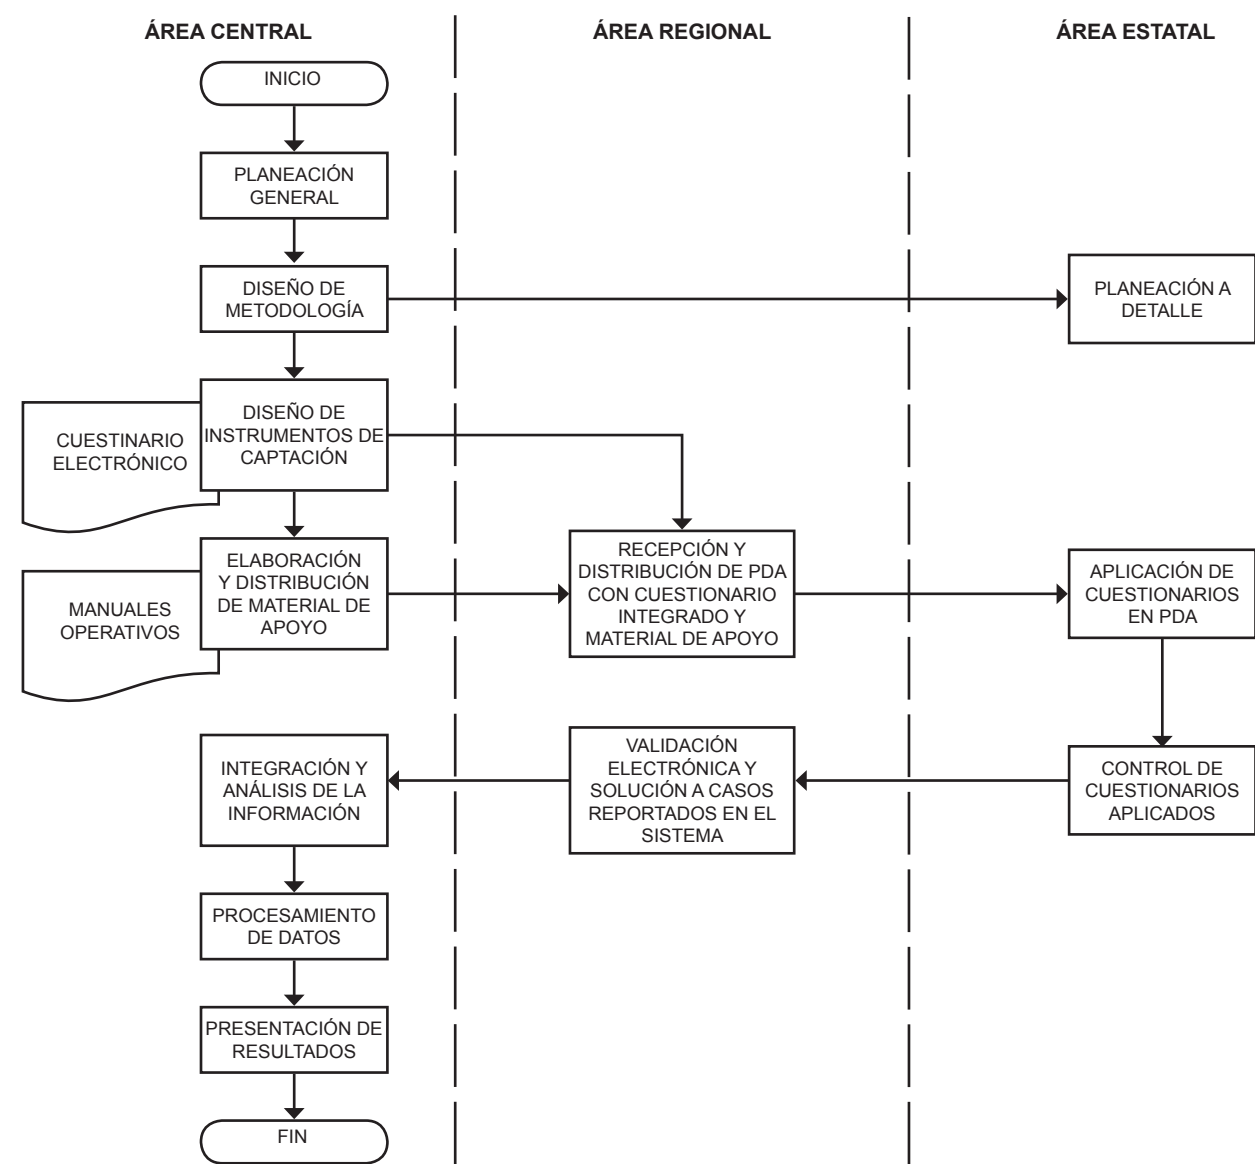 ÁREA CENTRAL
ÁREA REGIONAL
ÁREA ESTATAL
INICIO
PLANEACIÓN
GENERAL
DISEÑO DE
METODOLOGÍA
PLANEACIÓN A
DETALLE
CUESTINARIO
ELECTRÓNICO
DISEÑO DE
INSTRUMENTOS DE
CAPTACIÓN
MANUALES
OPERATIVOS
ELABORACIÓN
Y DISTRIBUCIÓN
DE MATERIAL DE
APOYO
RECEPCIÓN Y
DISTRIBUCIÓN DE PDA
CON CUESTIONARIO
INTEGRADO Y
MATERIAL DE APOYO
APLICACIÓN DE
CUESTIONARIOS
EN PDA
INTEGRACIÓN Y
ANÁLISIS DE LA
INFORMACIÓN
VALIDACIÓN
ELECTRÓNICA Y
SOLUCIÓN A CASOS
REPORTADOS EN EL
SISTEMA
CONTROL DE
CUESTIONARIOS
APLICADOS
PROCESAMIENTO
DE DATOS
PRESENTACIÓN DE
RESULTADOS
FIN